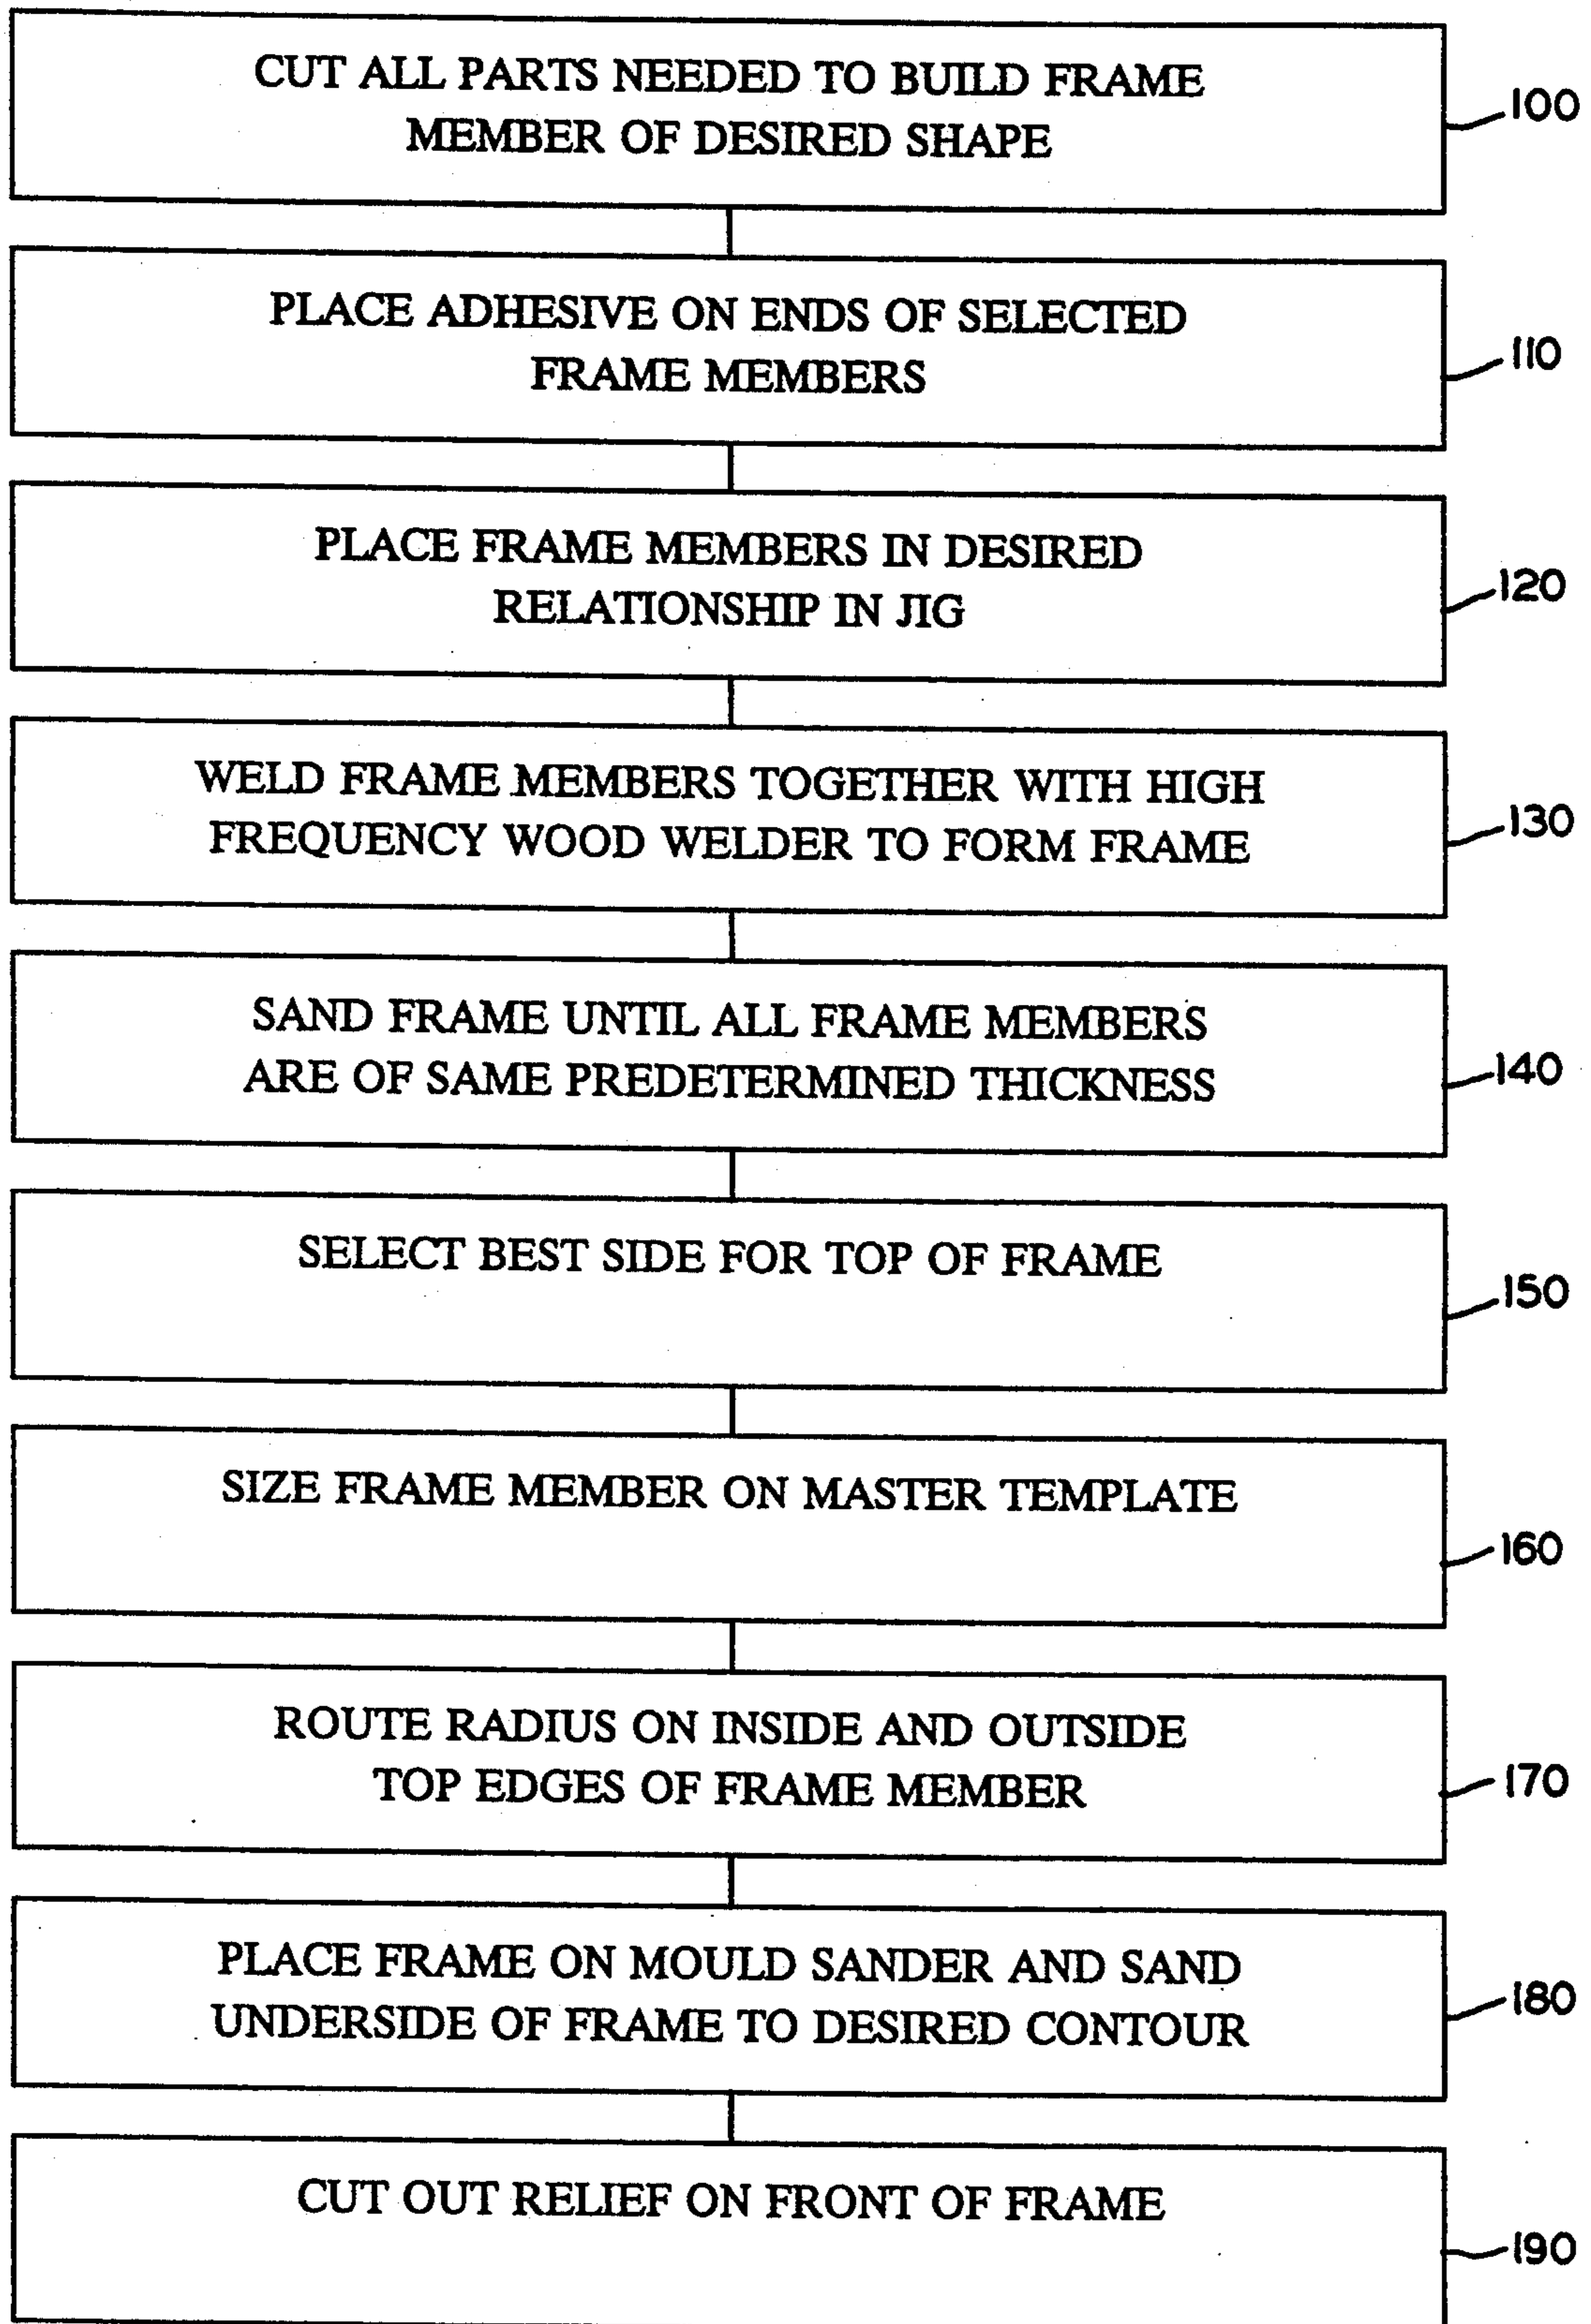 CUT ALL PARTS NEEDED TO BUILD FRAME
MEMBER OF DESIRED SHAPE
100
PLACE ADHESIVE ON ENDS OF SELECTED
FRAME MEMBERS
110
PLACE FRAME MEMBERS IN DESIRED
RELATIONSHIP IN JIG
120
WELD FRAME MEMBERS TOGETHER WITH HIGH
FREQUENCY WOOD WELDER TO FORM FRAME
130
SAND FRAME UNTIL ALL FRAME MEMBERS
ARE OF SAME PREDETERMINED THICKNESS
140
SELECT BEST SIDE FOR TOP OF FRAME
150
SIZE FRAME MEMBER ON MASTER TEMPLATE
160
ROUTE RADIUS ON INSIDE AND OUTSIDE
TOP EDGES OF FRAME MEMBER
170
PLACE FRAME ON MOULD SANDER AND SAND
UNDERSIDE OF FRAME TO DESIRED CONTOUR
180
CUT OUT RELIEF ON FRONT OF FRAME
190